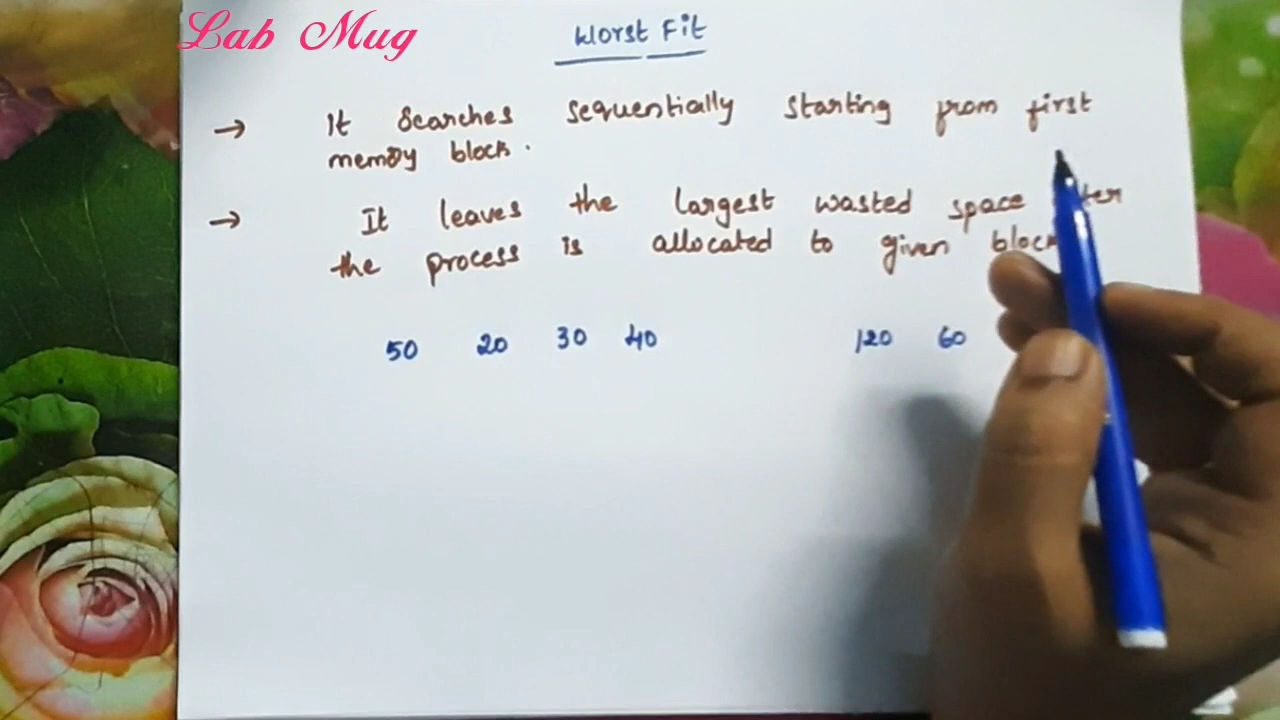 Lab Mug
Worst Fit
→ It Searches sequentially starting from first
memory block.
→ It leaves the largest wasted space
the process is allocated to given block
50 20 30 40 120 60